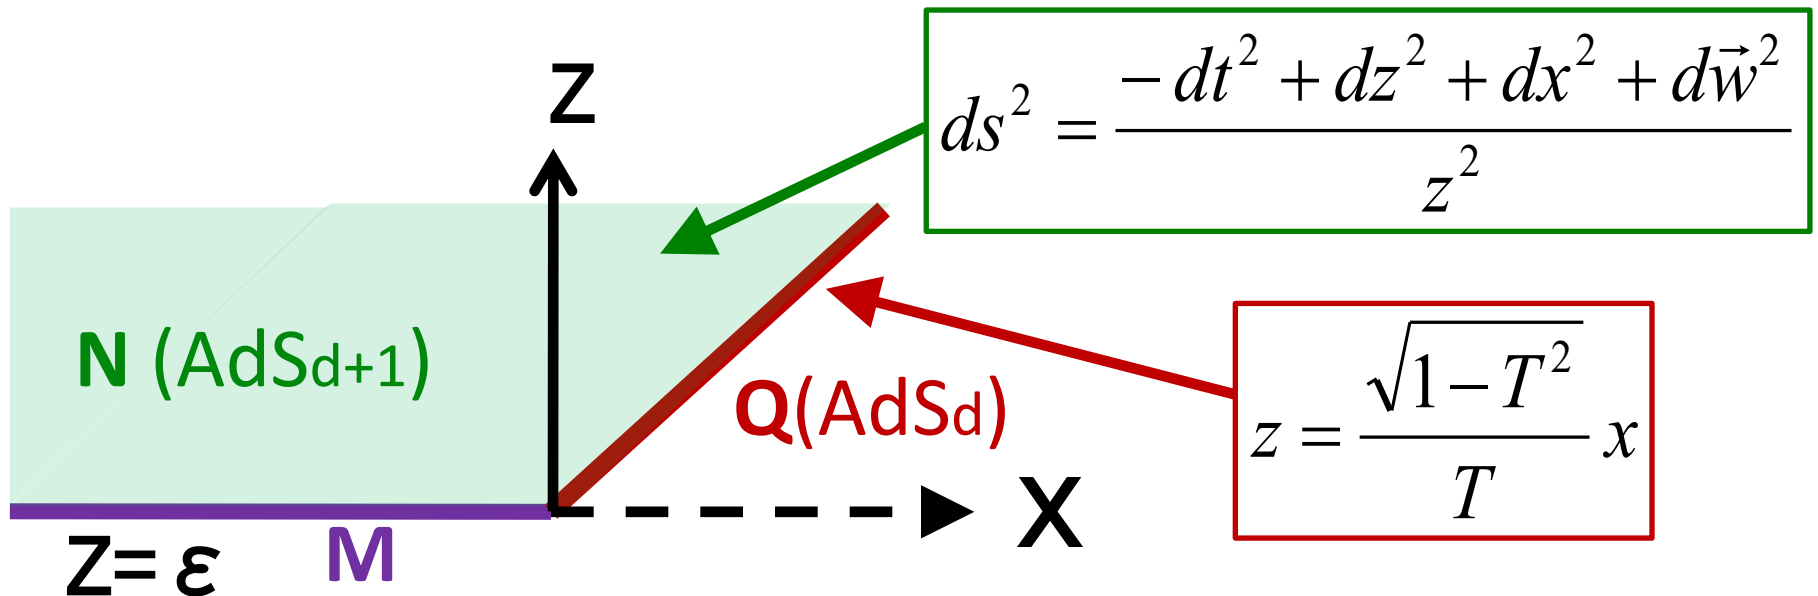 Z
ds² = (−dt² + dz² + dx² + dw⃗²) / z²
N (AdSd+1)
Q(AdSd)
z = (√(1−T²) / T) x
X
Z= ε
M